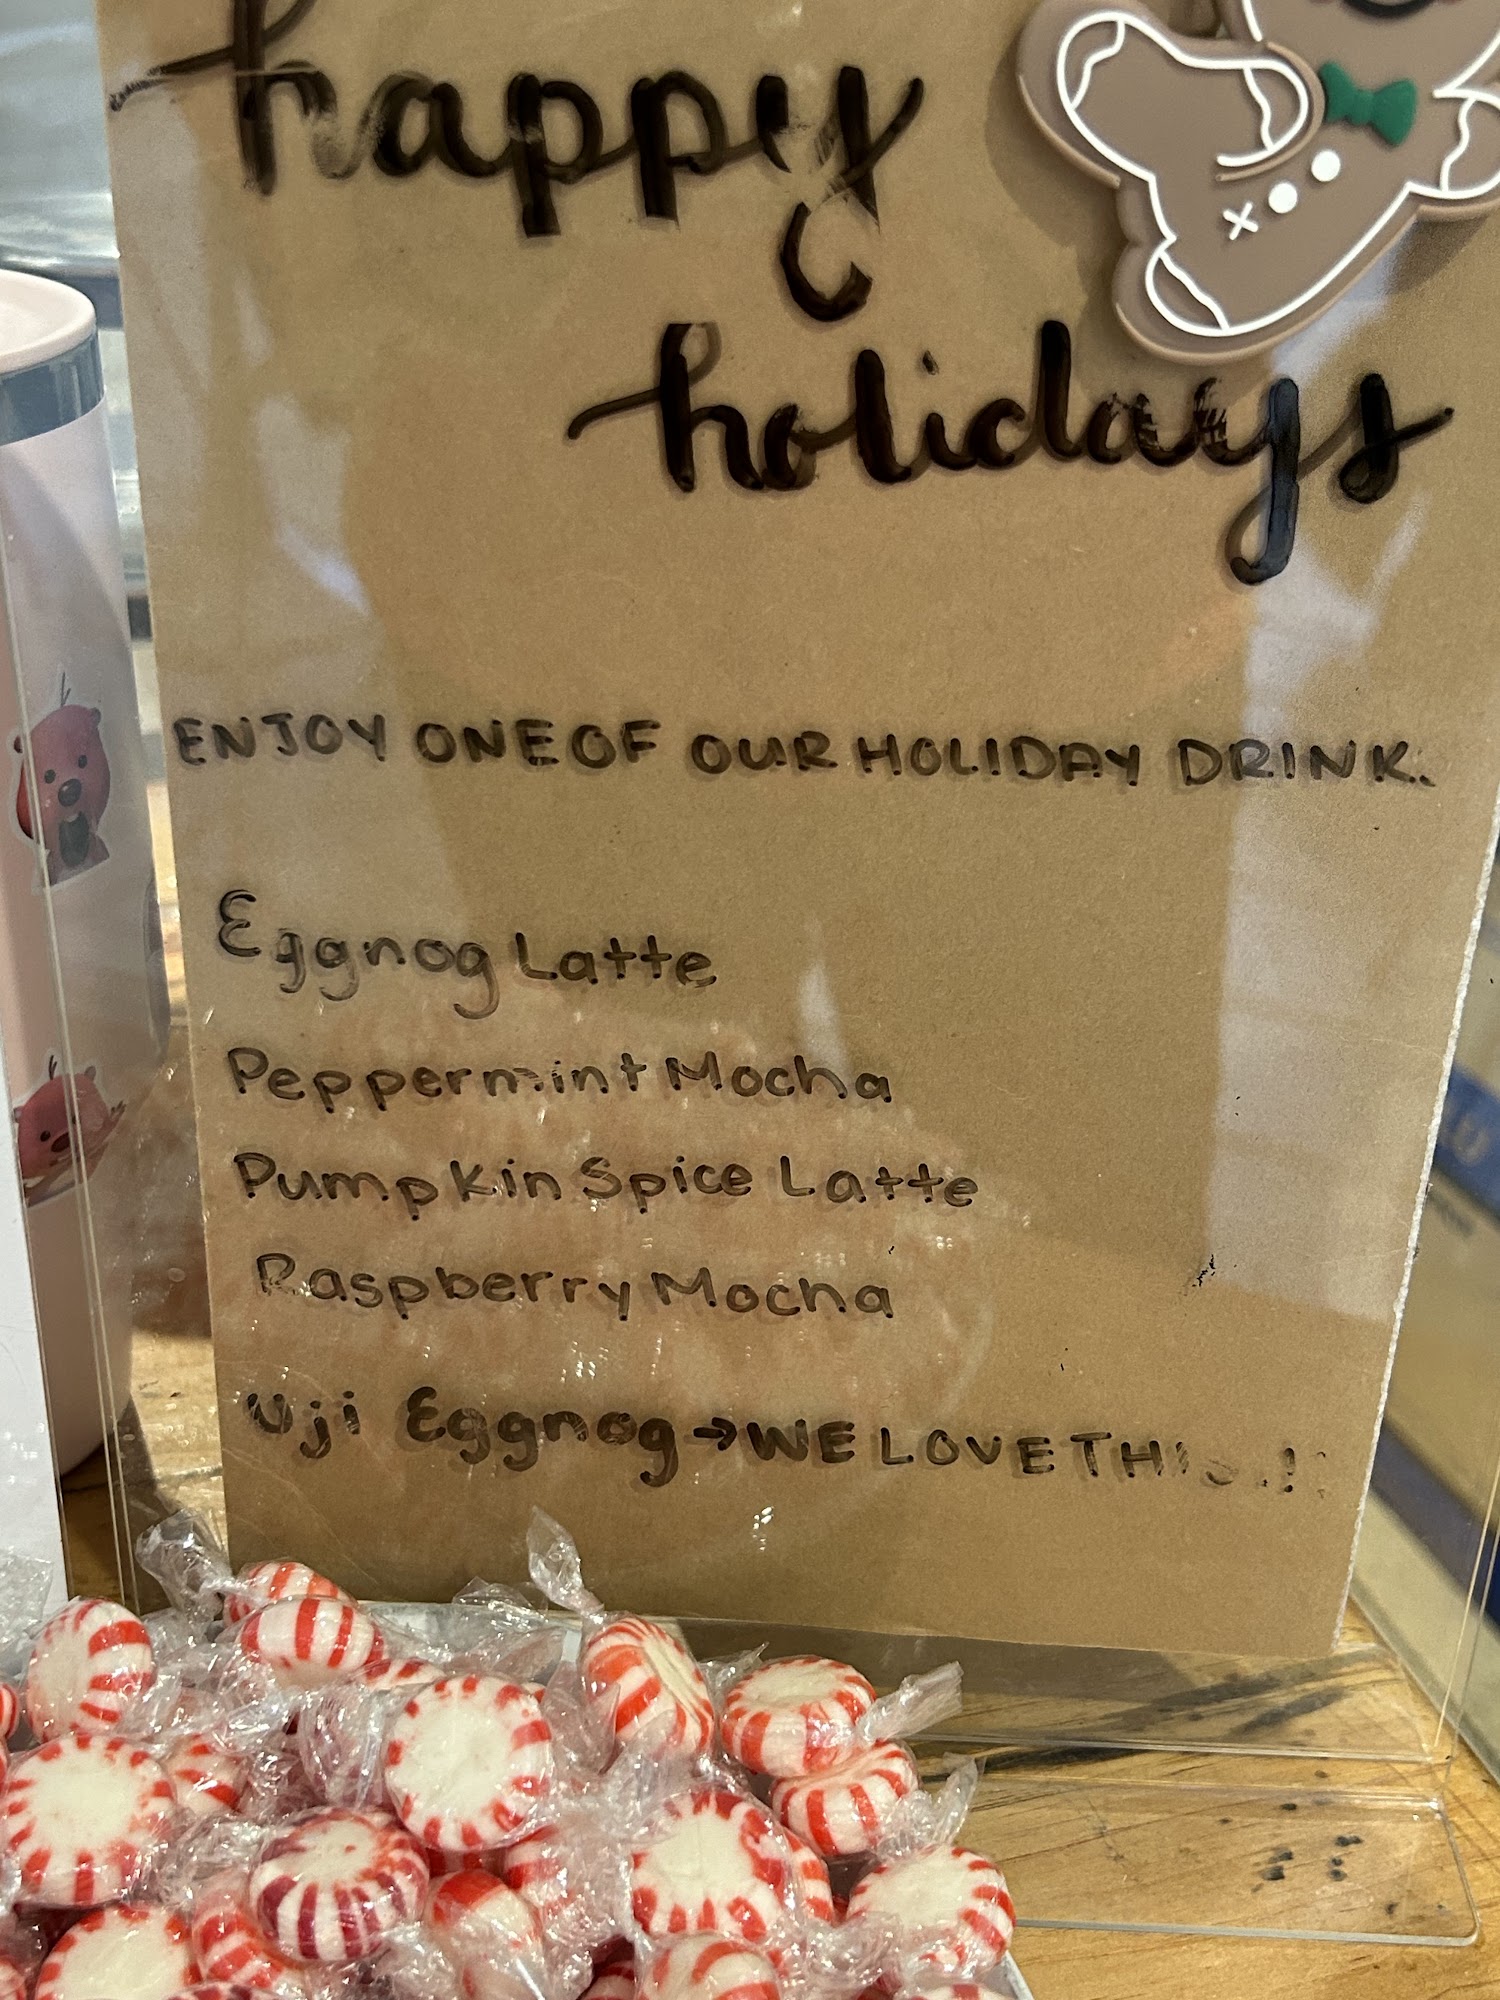 happy
holidays
ENJOY ONE OF OUR HOLIDAY DRINK.
Eggnog Latte
Peppermint Mocha
Pumpkin Spice Latte
Raspberry Mocha
Uji Eggnog → WE LOVE THIS!!